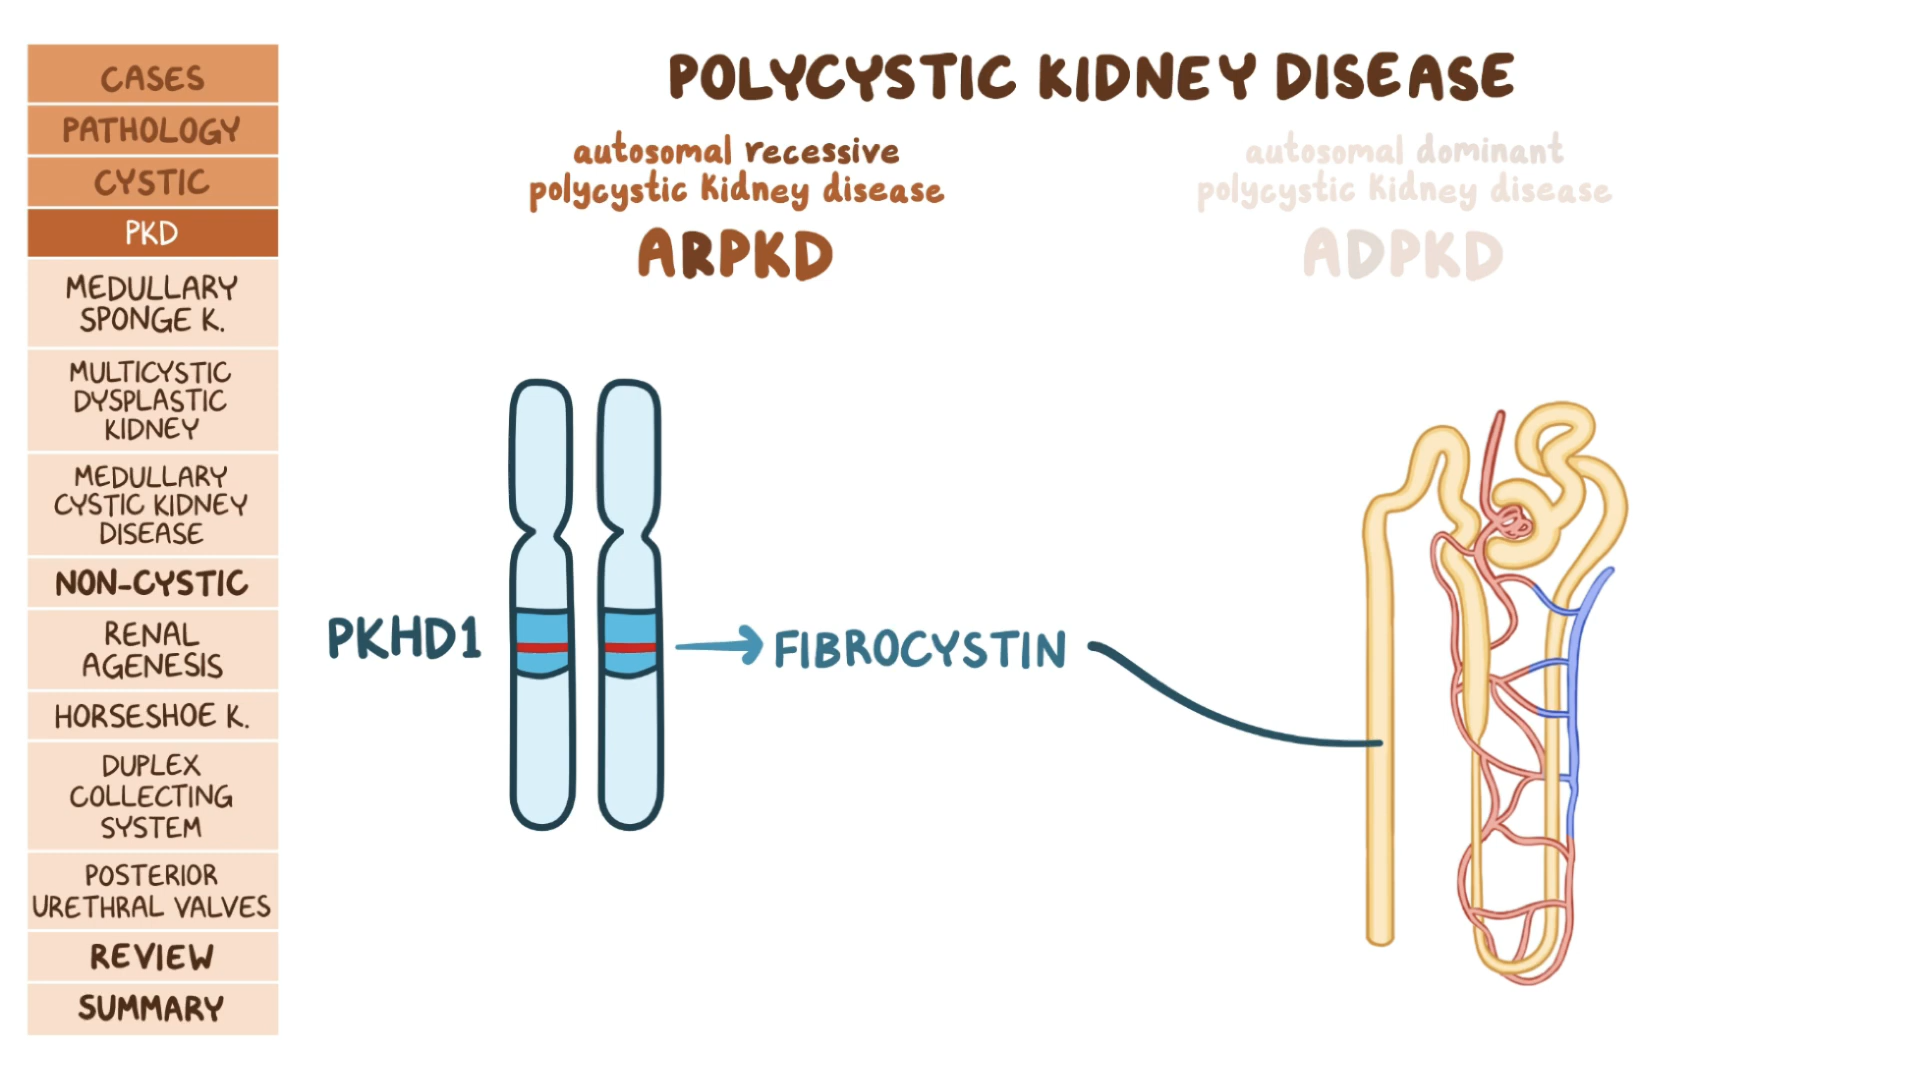 CASES
PATHOLOGY
CYSTIC
PKD
MEDULLARY
SPONGE K.
MULTICYSTIC
DYSPLASTIC
KIDNEY
MEDULLARY
CYSTIC KIDNEY
DISEASE
NON-CYSTIC
RENAL
AGENESIS
HORSESHOE K.
DUPLEX
COLLECTING
SYSTEM
POSTERIOR
URETHRAL VALVES
REVIEW
SUMMARY
POLYCYSTIC KIDNEY DISEASE
autosomal recessive
polycystic Kidney disease
ARPKD
autosomal dominant
polycystic Kidney disease
ADPKD
PKHD1
FIBROCYSTIN